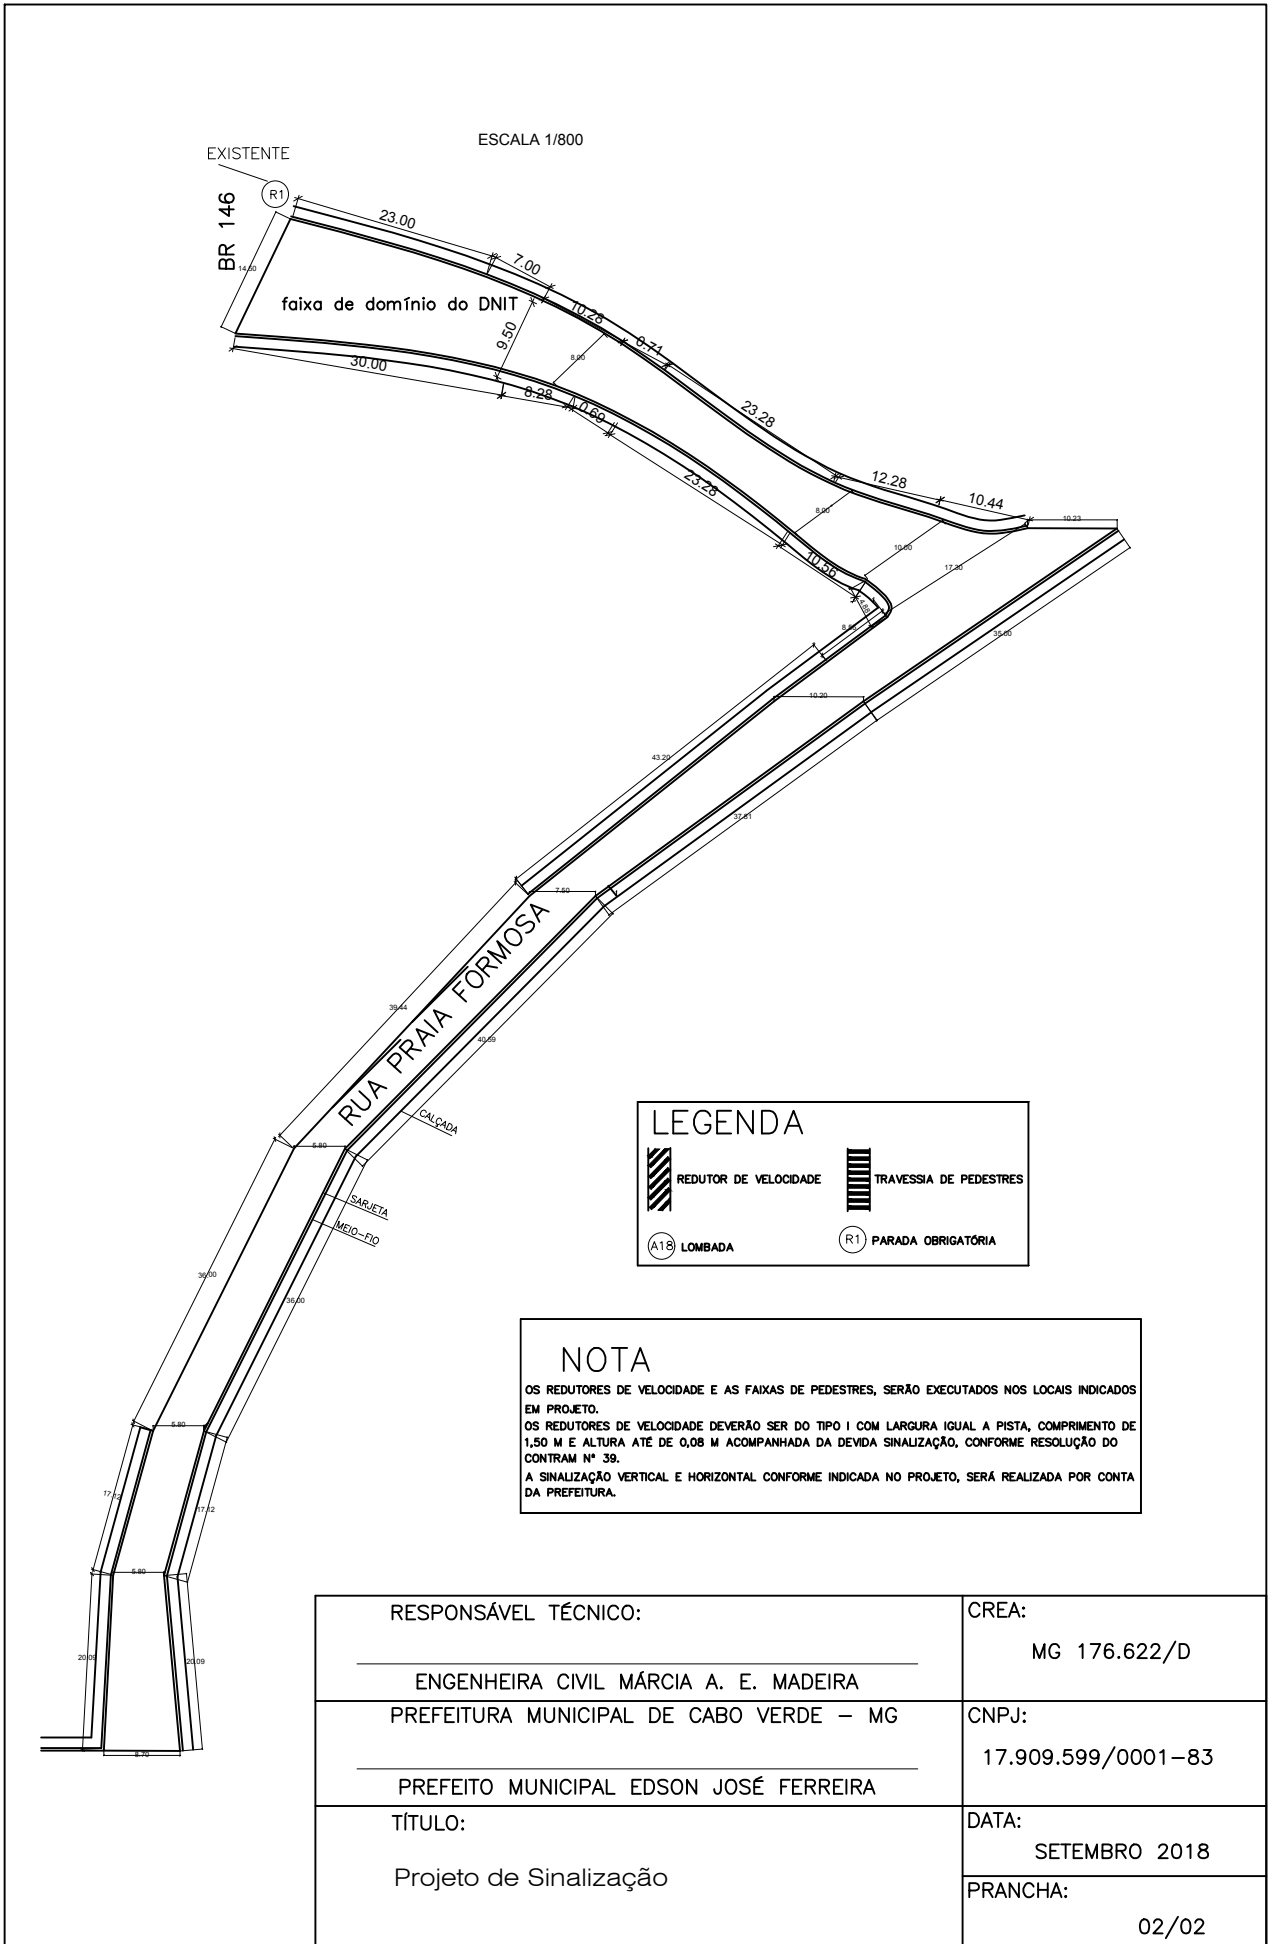 ESCALA 1/800
EXISTENTE
R1
BR 146
23.00
7.00
14.60
faixa de domínio do DNIT
10.28
9.50
0.71
8.00
30.00
8.28
0.69
23.28
23.28
12.28
10.44
8.00
10.23
10.00
10.56
17.30
4.88
35.00
10.20
43.20
37.81
7.50
RUA PRAIA FORMOSA
39.44
40.59
CALÇADA
5.80
SARJETA
MEIO-FIO
36.00
36.00
5.80
17.12
17.12
5.80
20.09
20.09
8.70
LEGENDA
REDUTOR DE VELOCIDADE
TRAVESSIA DE PEDESTRES
A18 LOMBADA
R1 PARADA OBRIGATÓRIA
NOTA
OS REDUTORES DE VELOCIDADE E AS FAIXAS DE PEDESTRES, SERÃO EXECUTADOS NOS LOCAIS INDICADOS
EM PROJETO.
OS REDUTORES DE VELOCIDADE DEVERÃO SER DO TIPO I COM LARGURA IGUAL A PISTA, COMPRIMENTO DE
1,50 M E ALTURA ATÉ DE 0,08 M ACOMPANHADA DA DEVIDA SINALIZAÇÃO, CONFORME RESOLUÇÃO DO
CONTRAM Nº 39.
A SINALIZAÇÃO VERTICAL E HORIZONTAL CONFORME INDICADA NO PROJETO, SERÁ REALIZADA POR CONTA
DA PREFEITURA.
RESPONSÁVEL TÉCNICO:
ENGENHEIRA CIVIL MÁRCIA A. E. MADEIRA
CREA:
MG 176.622/D
PREFEITURA MUNICIPAL DE CABO VERDE – MG
PREFEITO MUNICIPAL EDSON JOSÉ FERREIRA
CNPJ:
17.909.599/0001-83
TÍTULO:
Projeto de Sinalização
DATA:
SETEMBRO 2018
PRANCHA:
02/02